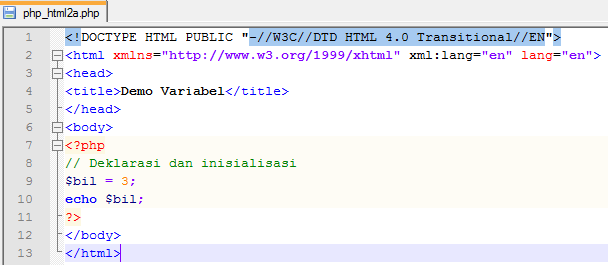 php_html2a.php
1 <!DOCTYPE HTML PUBLIC "-//W3C//DTD HTML 4.0 Transitional//EN">
2 <html xmlns="http://www.w3.org/1999/xhtml" xml:lang="en" lang="en">
3 <head>
4 <title>Demo Variabel</title>
5 </head>
6 <body>
7 <?php
8 // Deklarasi dan inisialisasi
9 $bil = 3;
10 echo $bil;
11 ?>
12 </body>
13 </html>